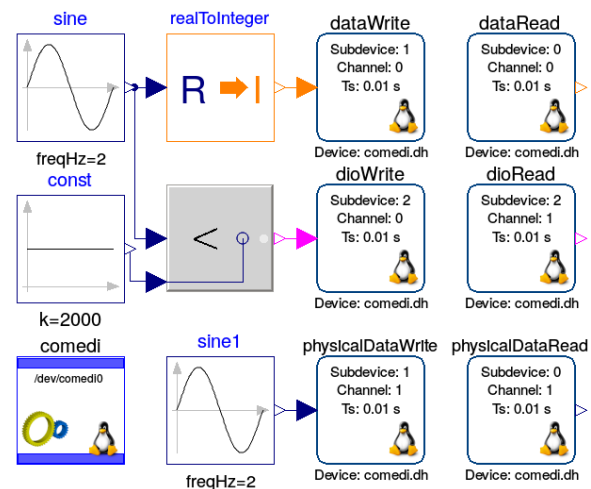 sine
realToInteger
dataWrite
dataRead
R
I
Subdevice: 1
Channel: 0
Ts: 0.01 s
Subdevice: 0
Channel: 0
Ts: 0.01 s
freqHz=2
Device: comedi.dh
Device: comedi.dh
const
dioWrite
dioRead
<
Subdevice: 2
Channel: 0
Ts: 0.01 s
Subdevice: 2
Channel: 1
Ts: 0.01 s
k=2000
Device: comedi.dh
Device: comedi.dh
comedi
sine1
physicalDataWrite
physicalDataRead
/dev/comedi0
Subdevice: 1
Channel: 1
Ts: 0.01 s
Subdevice: 0
Channel: 1
Ts: 0.01 s
freqHz=2
Device: comedi.dh
Device: comedi.dh